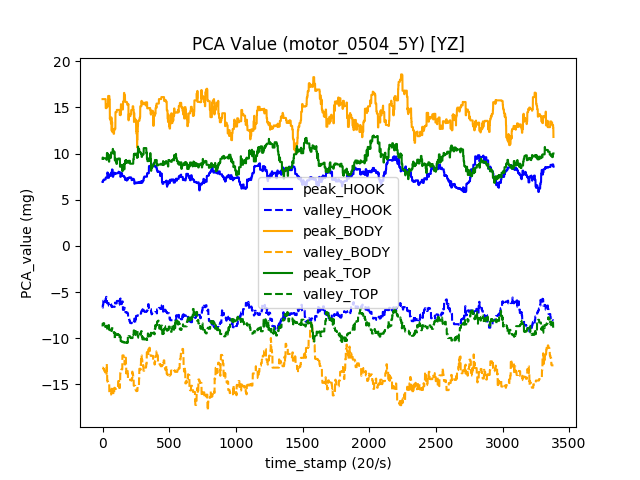 PCA Value (motor_0504_5Y) [YZ]
PCA_value (mg)
20
15
10
5
0
−5
−10
−15
peak_HOOK
valley_HOOK
peak_BODY
valley_BODY
peak_TOP
valley_TOP
0 500 1000 1500 2000 2500 3000 3500
time_stamp (20/s)